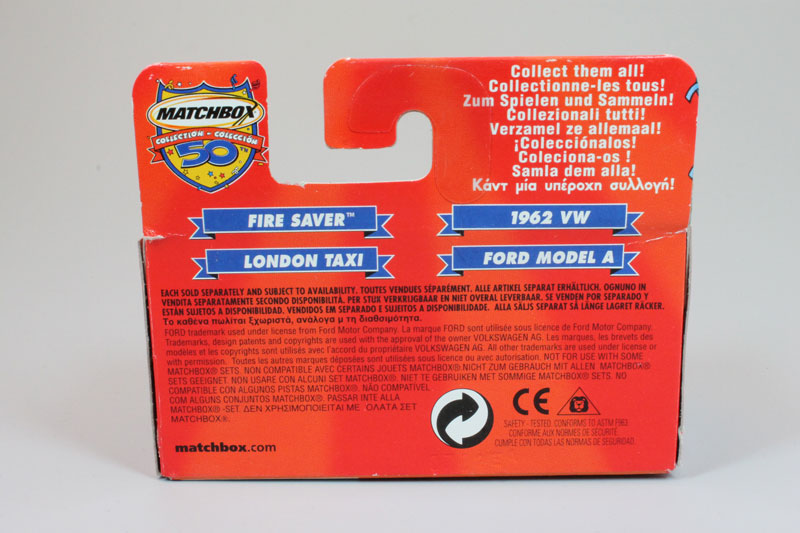 MATCHBOX
COLLECTION - COLECCIÓN
50™
Collect them all!
Collectionne-les tous!
Zum Spielen und Sammeln!
Collezionali tutti!
Verzamel ze allemaal!
¡Colecciónalos!
Coleciona-os !
Samla dem alla!
Κάντ μία υπέροχη συλλογή!
FIRE SAVER™
1962 VW
LONDON TAXI
FORD MODEL A
EACH SOLD SEPARATELY AND SUBJECT TO AVAILABILITY. TOUTES VENDUES SÉPARÉMENT. ALLE ARTIKEL SEPARAT ERHÄLTLICH. OGNUNO IN
VENDITA SEPARATAMENTE SECONDO DISPONIBILITÀ. PER STUK VERKRIJGBAAR EN NIET OVERAL LEVERBAAR. SE VENDEN POR SEPARADO Y
ESTÁN SUJETOS A DISPONIBILIDAD. VENDIDOS EM SEPARADO E SUJEITOS A DISPONIBILIDADE. ALLA SÄLJS SEPARAT SÅ LÄNGE LAGRET RÄCKER.
Το καθένα πωλίται ξχωριστά, ανάλογα μ τη διαθσιμότητα.
FORD trademark used under license from Ford Motor Company. La marque FORD sont utilisée sous licence de Ford Motor Company.
Trademarks, design patents and copyrights are used with the approval of the owner VOLKSWAGEN AG. Les marques, les brevets des
modèles et les copyrights sont utilisés avec l'accord du propriétaire VOLKSWAGEN AG. All other trademarks are used under license or
with permission. Toutes les autres marques déposées sont utilisées sous licence ou avec autorisation. NOT FOR USE WITH SOME
MATCHBOX® SETS. NON COMPATIBLE AVEC CERTAINS JOUETS MATCHBOX® NICHT ZUM GEBRAUCH MIT ALLEN MATCHBOX®
SETS GEEIGNET. NON USARE CON ALCUNI SET MATCHBOX®. NIET TE GEBRUIKEN MET SOMMIGE MATCHBOX® SETS. NO
COMPATIBLE CON ALGUNOS PISTAS MATCHBOX®. NÃO COMPATÍVEL
COM ALGUNS CONJUNTOS MATCHBOX®. PASSAR INTE ALLA
MATCHBOX® -SET. ΔΕΝ ΧΡΗΣΙΜΟΠΟΙΕΙΤΑΙ ΜΕ ΄ΟΛΑΤΑ ΣΕΤ
MATCHBOX®.
CE
SAFETY - TESTED. CONFORMS TO ASTM F963
CONFORME AUX NORMES DE SÉCURITÉ.
CUMPLE CON TODAS LAS NORMAS DE SEGURIDAD.
matchbox.com